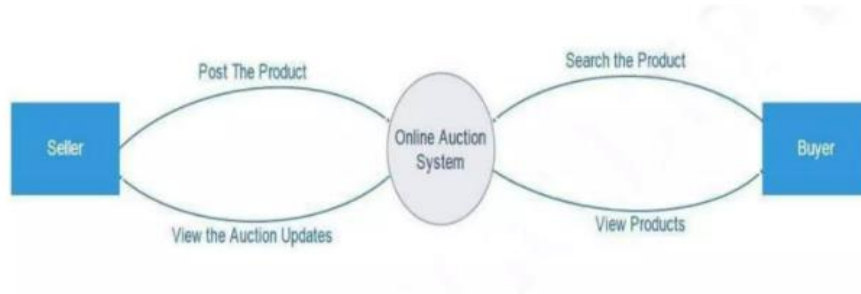 Post The Product
Search the Product
Seller
Online Auction
System
Buyer
View the Auction Updates
View Products